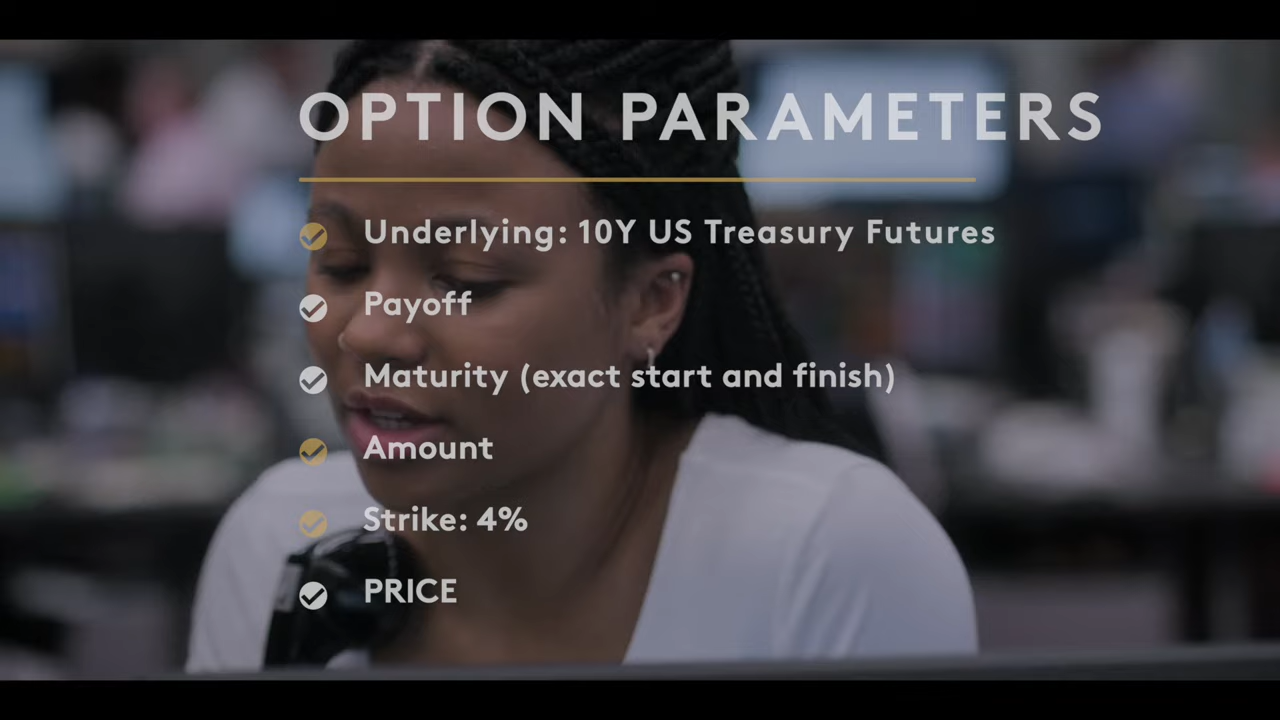 OPTION PARAMETERS
Underlying: 10Y US Treasury Futures
Payoff
Maturity (exact start and finish)
Amount
Strike: 4%
PRICE